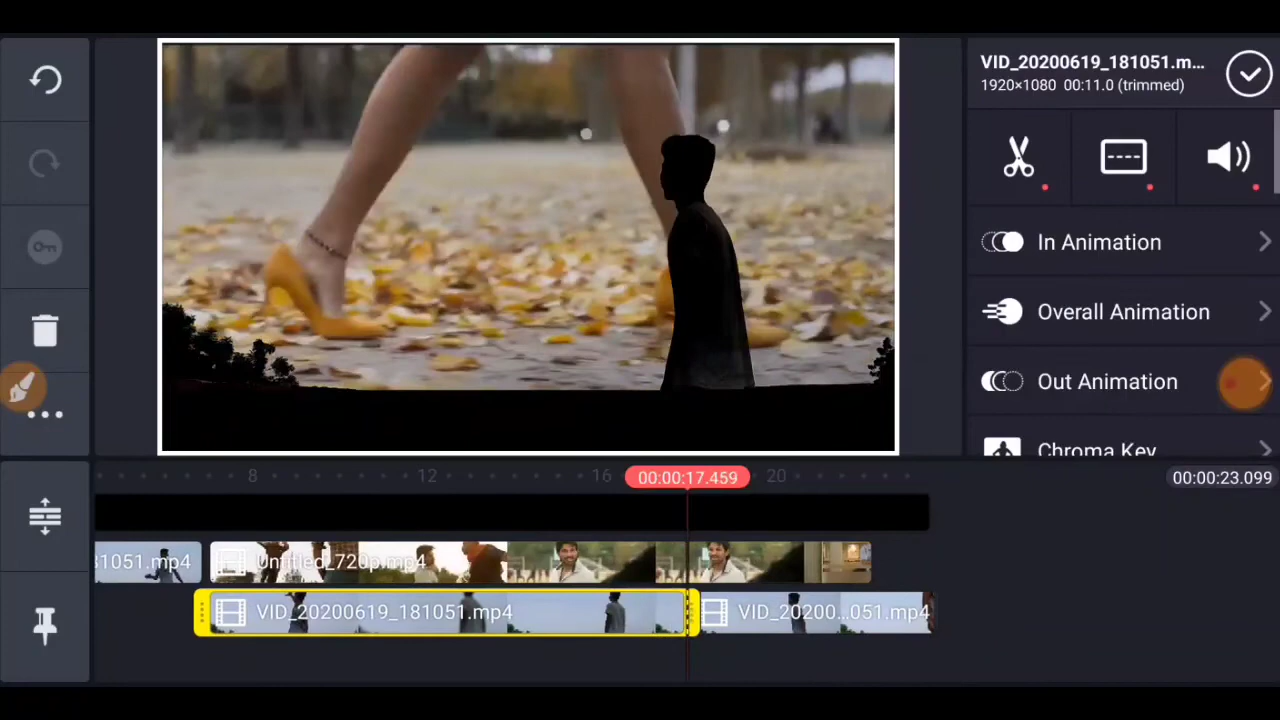 VID_20200619_181051.m...
1920×1080 00:11.0 (trimmed)
In Animation
Overall Animation
Out Animation
Chroma Key
8
12
16
00:00:17.459
20
00:00:23.099
1051.mp4
Untitled_720p.mp4
VID_20200619_181051.mp4
VID_20200...051.mp4